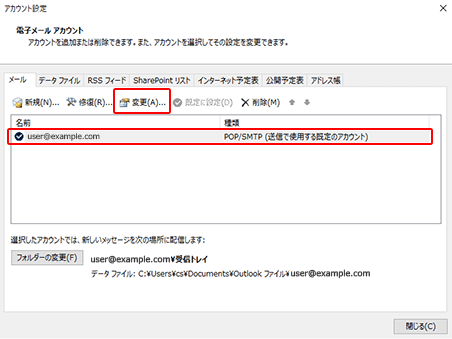 アカウント設定
電子メール アカウント
アカウントを追加または削除できます。また、アカウントを選択してその設定を変更できます。
メール データ ファイル RSS フィード SharePoint リスト インターネット予定表 公開予定表 アドレス帳
新規(N)... 修復(R)... 変更(A)... 既定に設定(D) 削除(M)
名前 種類
user@example.com POP/SMTP (送信で使用する既定のアカウント)
選択したアカウントでは、新しいメッセージを次の場所に配信します:
フォルダーの変更(F) user@example.com¥受信トレイ
データ ファイル: C:¥Users¥cs¥Documents¥Outlook ファイル¥user@example.com
閉じる(C)